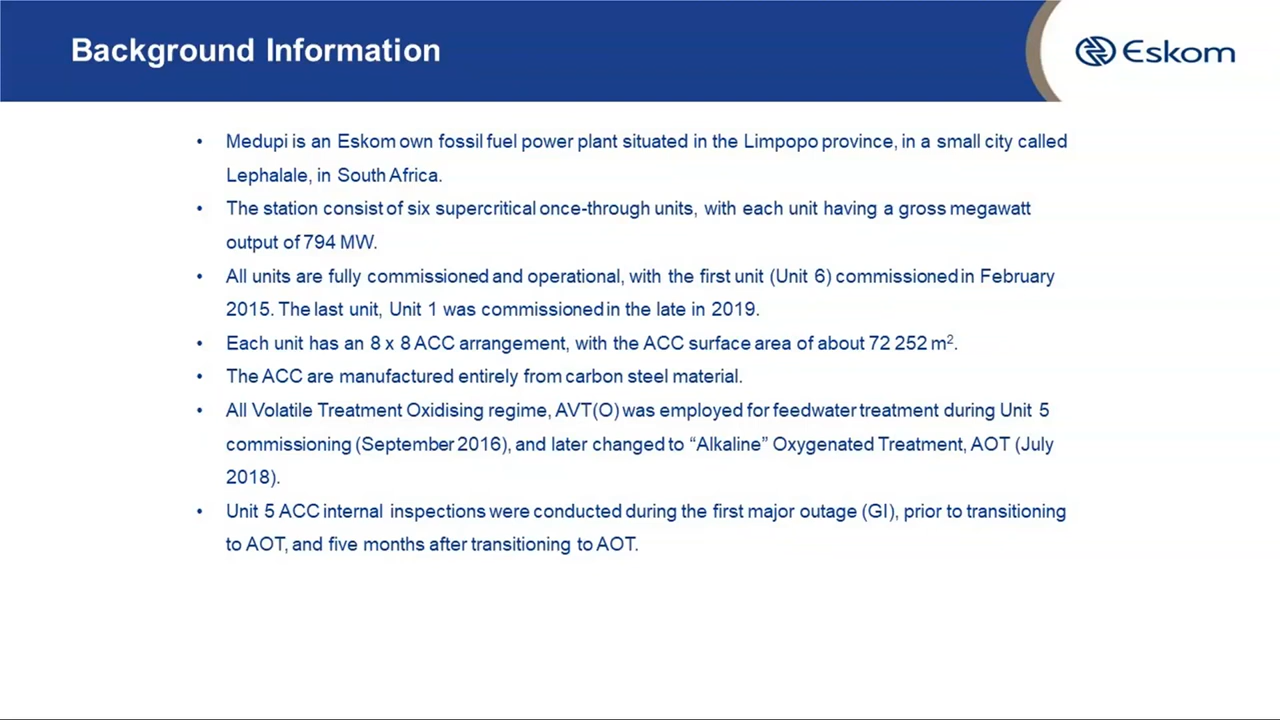 Background Information
Eskom
• Medupi is an Eskom own fossil fuel power plant situated in the Limpopo province, in a small city called
Lephalale, in South Africa.
• The station consist of six supercritical once-through units, with each unit having a gross megawatt
output of 794 MW.
• All units are fully commissioned and operational, with the first unit (Unit 6) commissioned in February
2015. The last unit, Unit 1 was commissioned in the late in 2019.
• Each unit has an 8 x 8 ACC arrangement, with the ACC surface area of about 72 252 m².
• The ACC are manufactured entirely from carbon steel material.
• All Volatile Treatment Oxidising regime, AVT(O) was employed for feedwater treatment during Unit 5
commissioning (September 2016), and later changed to “Alkaline” Oxygenated Treatment, AOT (July
2018).
• Unit 5 ACC internal inspections were conducted during the first major outage (GI), prior to transitioning
to AOT, and five months after transitioning to AOT.